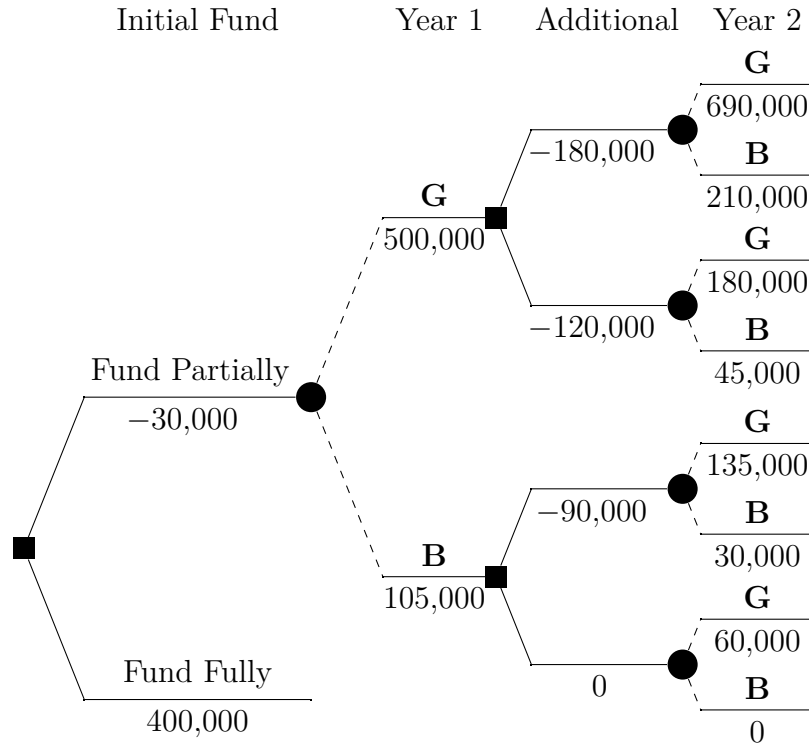 Initial Fund Year 1 Additional Year 2
G
690,000
−180,000
B
210,000
G
500,000
G
180,000
−120,000
B
45,000
Fund Partially
−30,000
G
135,000
−90,000
B
30,000
B
105,000
G
60,000
0
B
0
Fund Fully
400,000